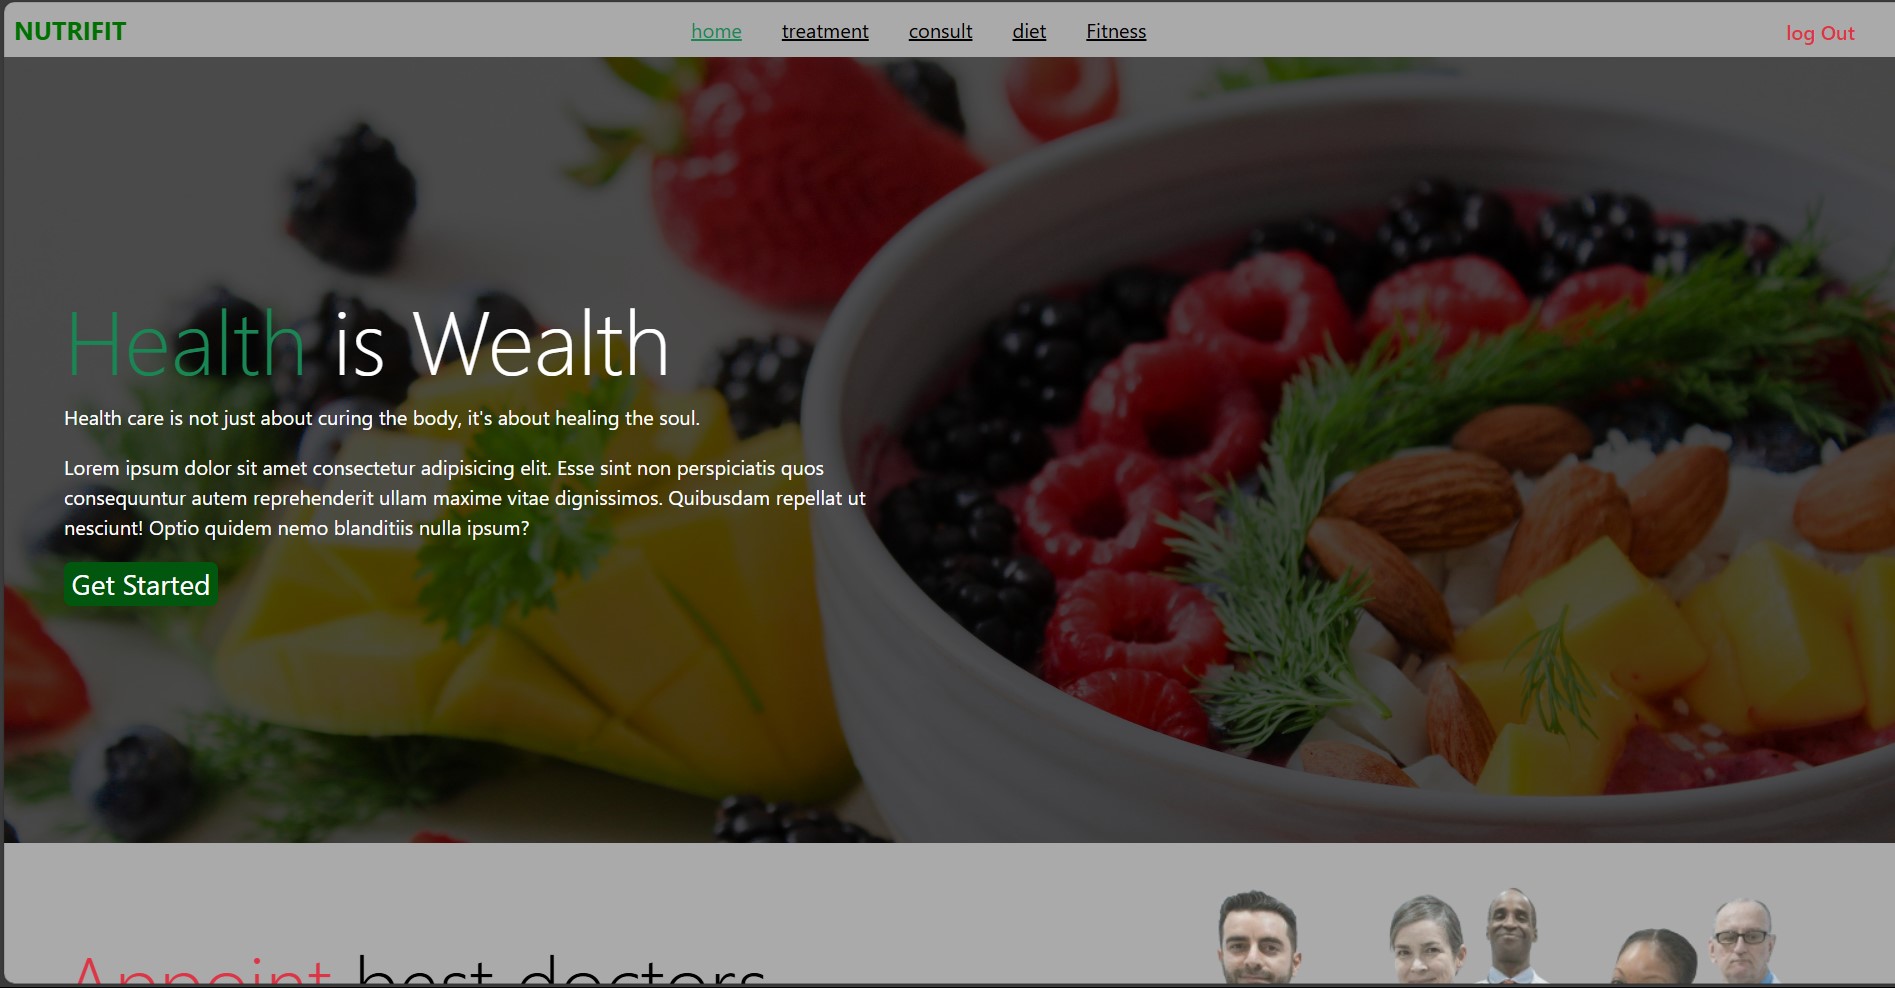 NUTRIFIT
home treatment consult diet Fitness
log Out
Health is Wealth
Health care is not just about curing the body, it's about healing the soul.
Lorem ipsum dolor sit amet consectetur adipisicing elit. Esse sint non perspiciatis quos
consequuntur autem reprehenderit ullam maxime vitae dignissimos. Quibusdam repellat ut
nesciunt! Optio quidem nemo blanditiis nulla ipsum?
Get Started
Appoint best doctors